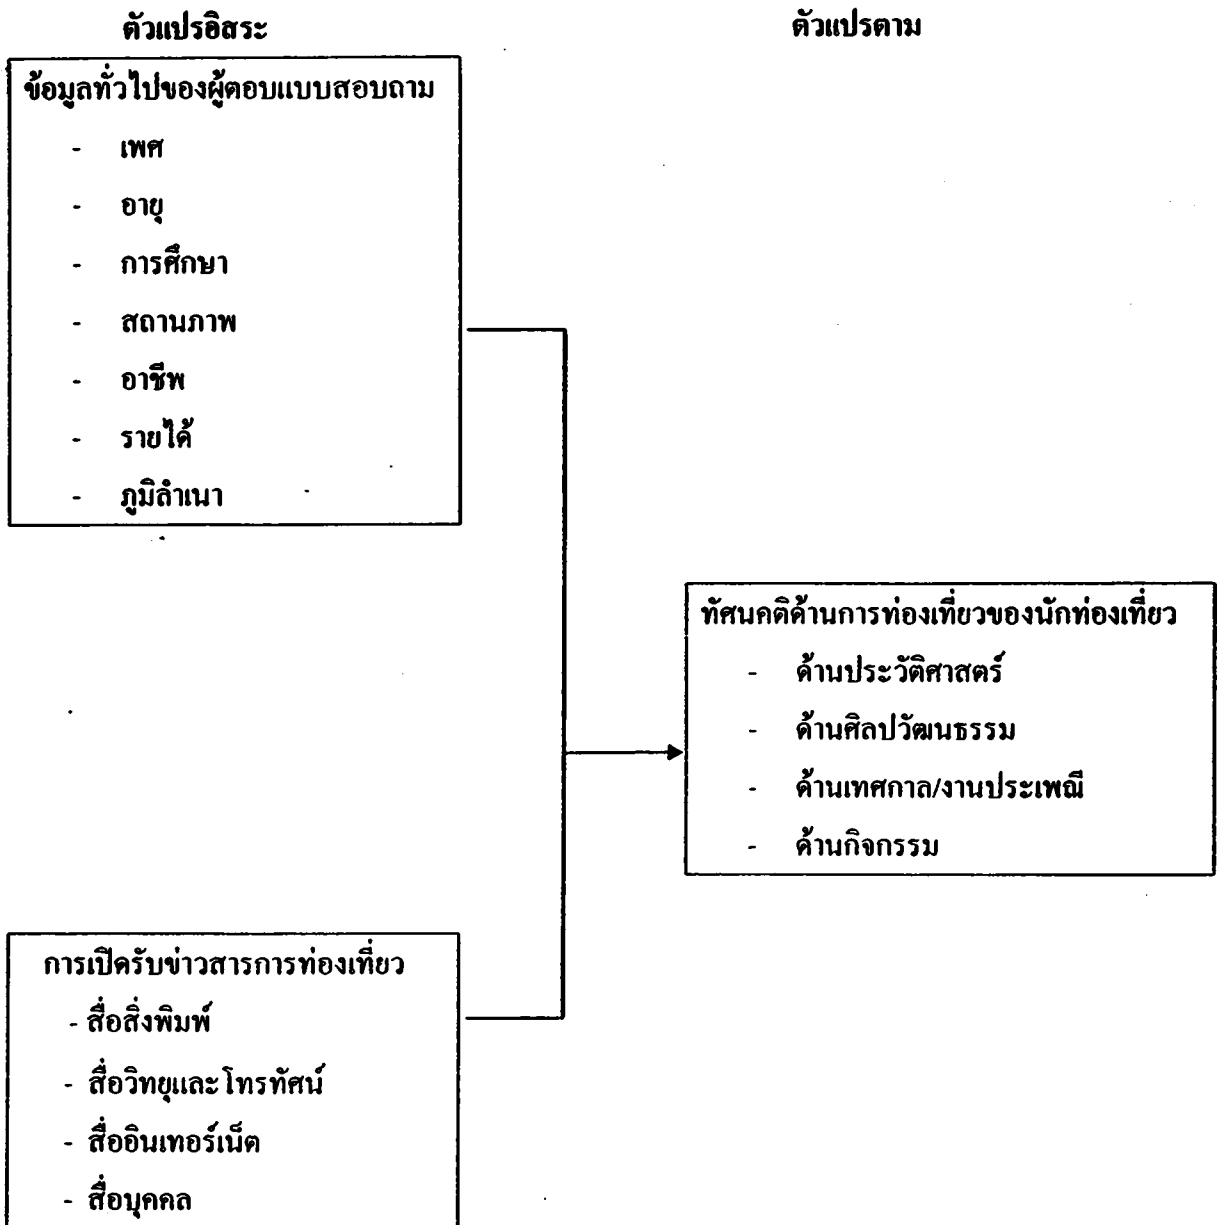 ตัวแปรอิสระ
ตัวแปรตาม
ข้อมูลทั่วไปของผู้ตอบแบบสอบถาม
- เพศ
- อายุ
- การศึกษา
- สถานภาพ
- อาชีพ
- รายได้
- ภูมิลำเนา
ทัศนคติด้านการท่องเที่ยวของนักท่องเที่ยว
- ด้านประวัติศาสตร์
- ด้านศิลปวัฒนธรรม
- ด้านเทศกาล/งานประเพณี
- ด้านกิจกรรม
การเปิดรับข่าวสารการท่องเที่ยว
- สื่อสิ่งพิมพ์
- สื่อวิทยุและโทรทัศน์
- สื่ออินเทอร์เน็ต
- สื่อบุคคล